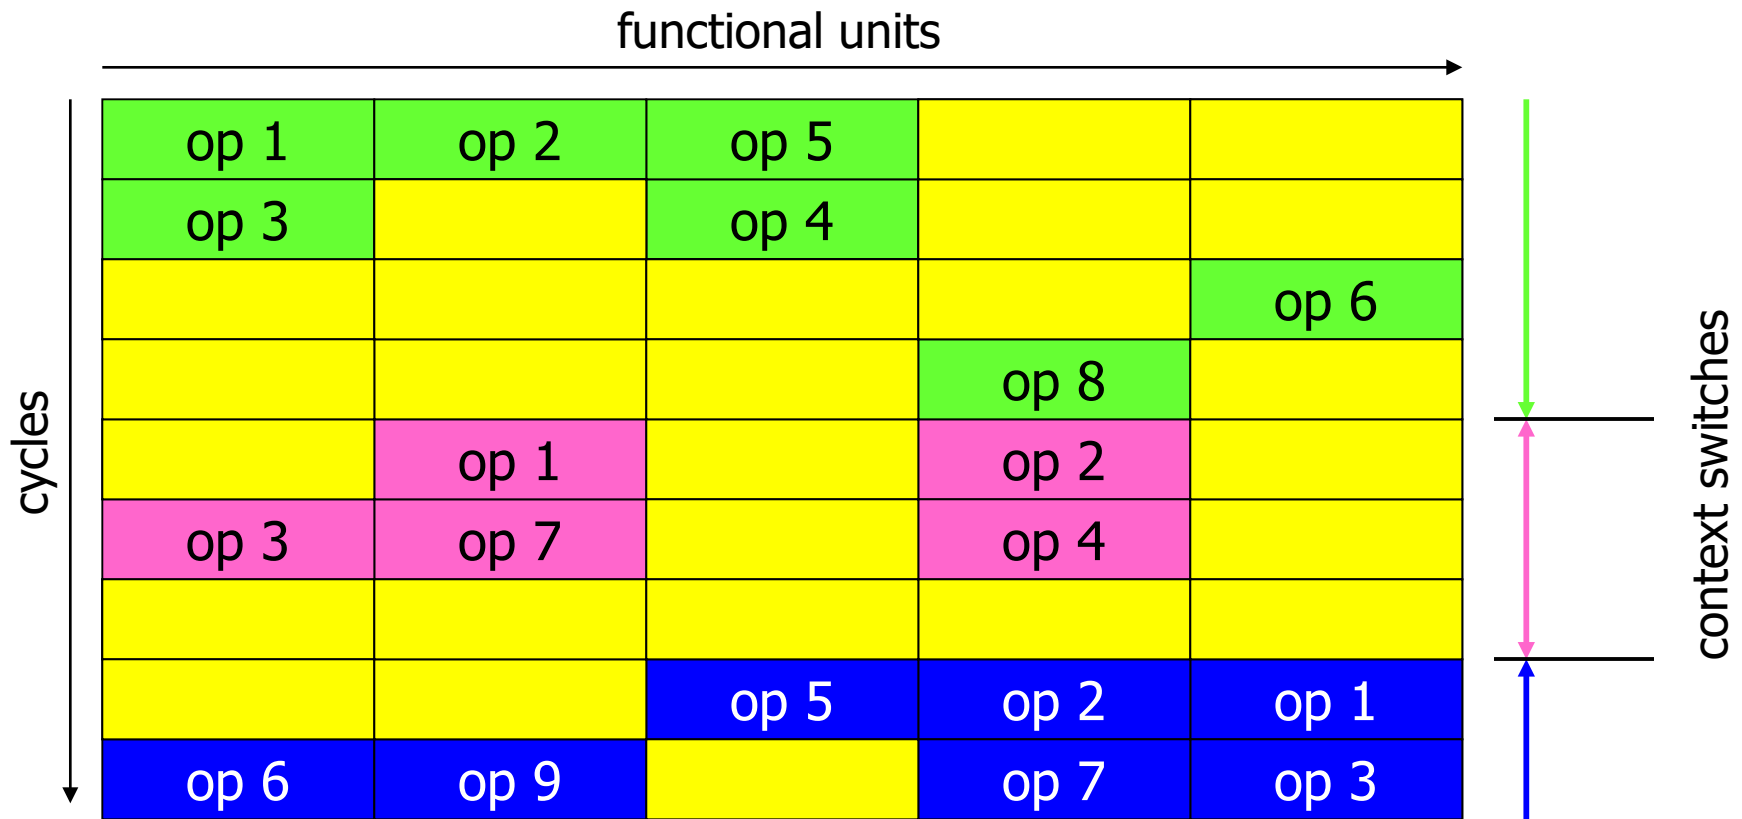 functional units
op 1 op 2 op 5
op 3 op 4
op 6
op 8
op 1 op 2
op 3 op 7 op 4
op 5 op 2 op 1
op 6 op 9 op 7 op 3
cycles
context switches